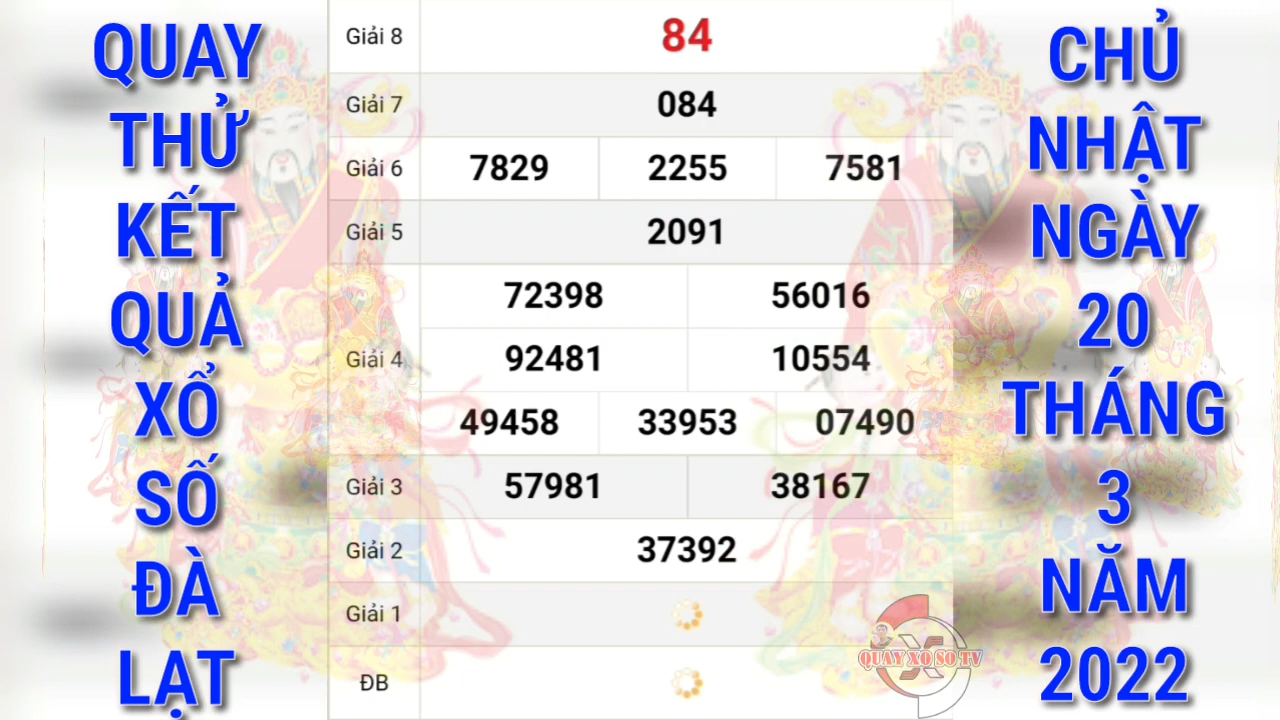 QUAY
THỬ
KẾT
QUẢ
XỔ
SỐ
ĐÀ
LẠT
Giải 8 84
Giải 7 084
Giải 6 7829 2255 7581
Giải 5 2091
72398 56016
Giải 4 92481 10554
49458 33953 07490
Giải 3 57981 38167
Giải 2 37392
Giải 1
ĐB
QUAY XO SO TV
CHỦ
NHẬT
NGÀY
20
THÁNG
3
NĂM
2022